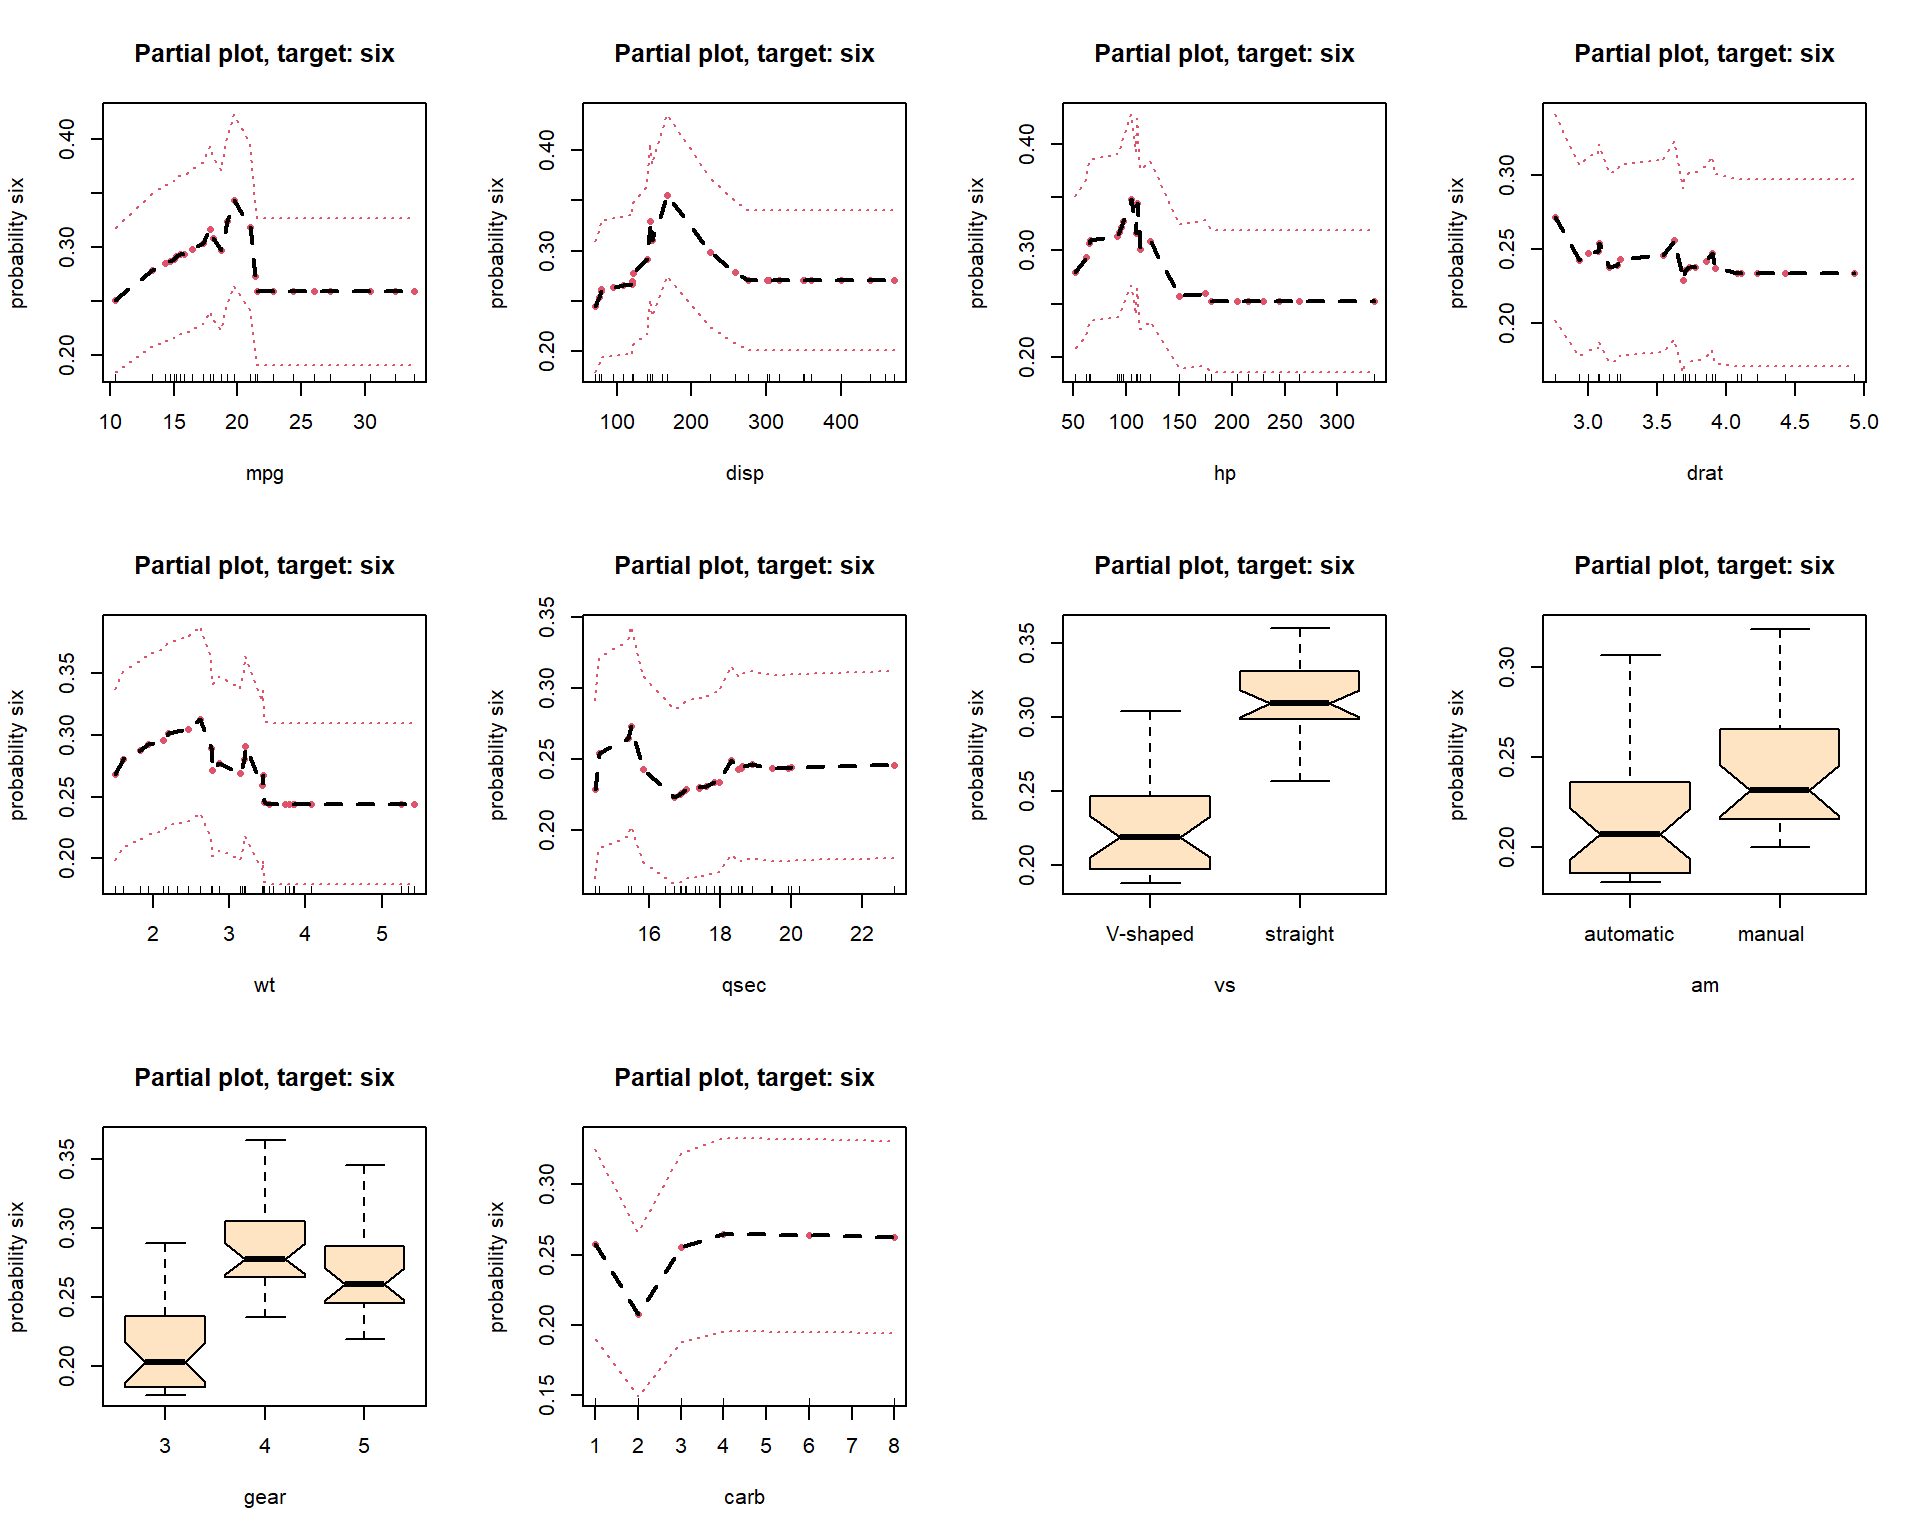 Partial plot, target: six
probability six
0.20 0.30 0.40
10 15 20 25 30
mpg
Partial plot, target: six
probability six
0.20 0.30 0.40
100 200 300 400
disp
Partial plot, target: six
probability six
0.20 0.30 0.40
50 100 150 200 250 300
hp
Partial plot, target: six
probability six
0.20 0.25 0.30
3.0 3.5 4.0 4.5 5.0
drat
Partial plot, target: six
probability six
0.20 0.25 0.30 0.35
2 3 4 5
wt
Partial plot, target: six
probability six
0.20 0.25 0.30 0.35
16 18 20 22
qsec
Partial plot, target: six
probability six
0.20 0.25 0.30 0.35
V-shaped straight
vs
Partial plot, target: six
probability six
0.20 0.25 0.30
automatic manual
am
Partial plot, target: six
probability six
0.20 0.25 0.30 0.35
3 4 5
gear
Partial plot, target: six
probability six
0.15 0.20 0.25 0.30
1 2 3 4 5 6 7 8
carb